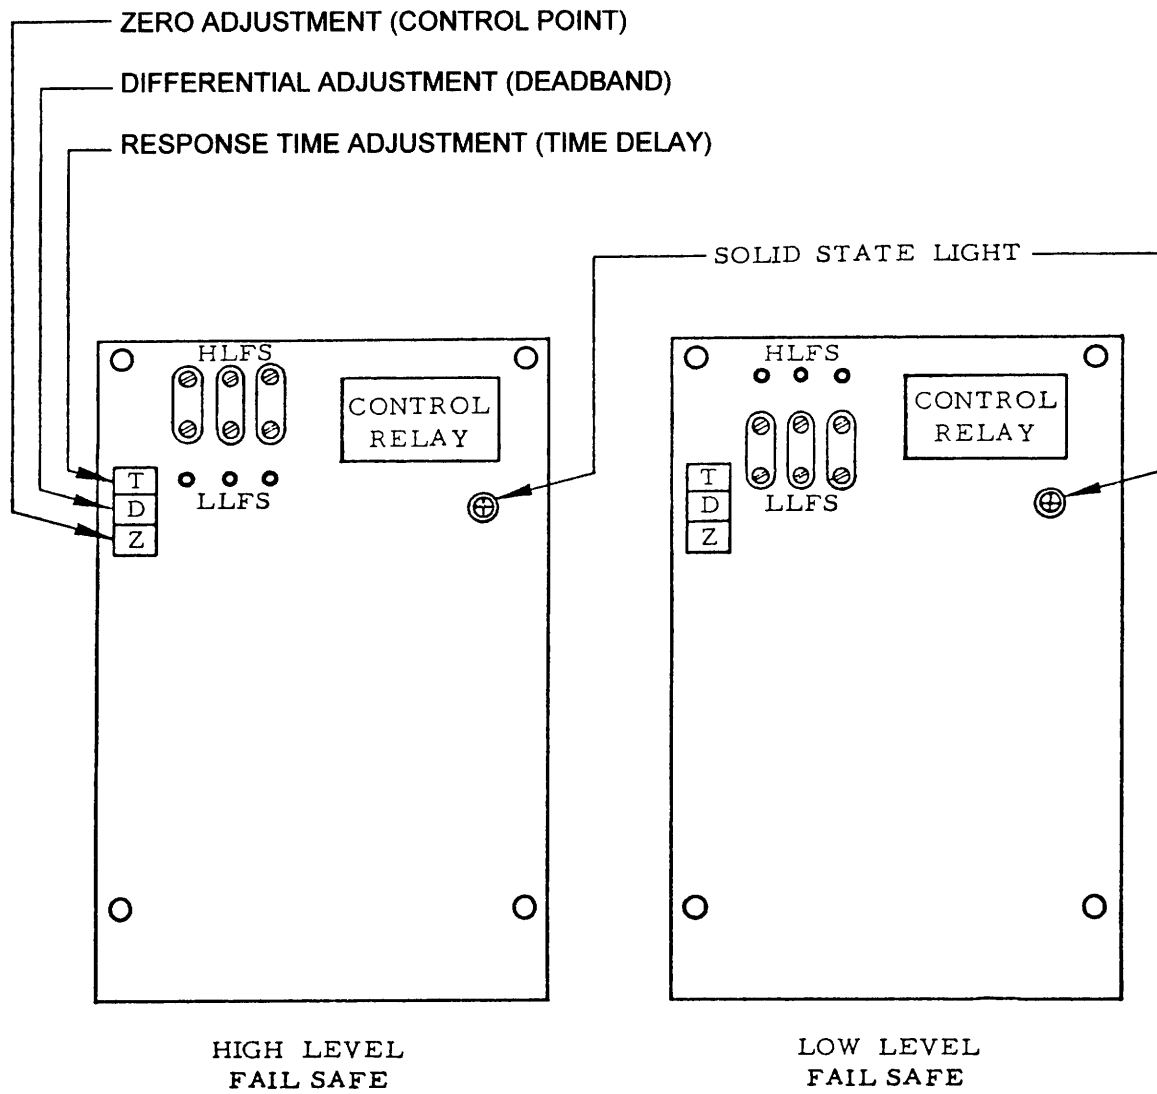 ZERO ADJUSTMENT (CONTROL POINT)
DIFFERENTIAL ADJUSTMENT (DEADBAND)
RESPONSE TIME ADJUSTMENT (TIME DELAY)
SOLID STATE LIGHT
HLFS
CONTROL
RELAY
T
D
Z
LLFS
HLFS
CONTROL
RELAY
T
D
Z
LLFS
HIGH LEVEL
FAIL SAFE
LOW LEVEL
FAIL SAFE